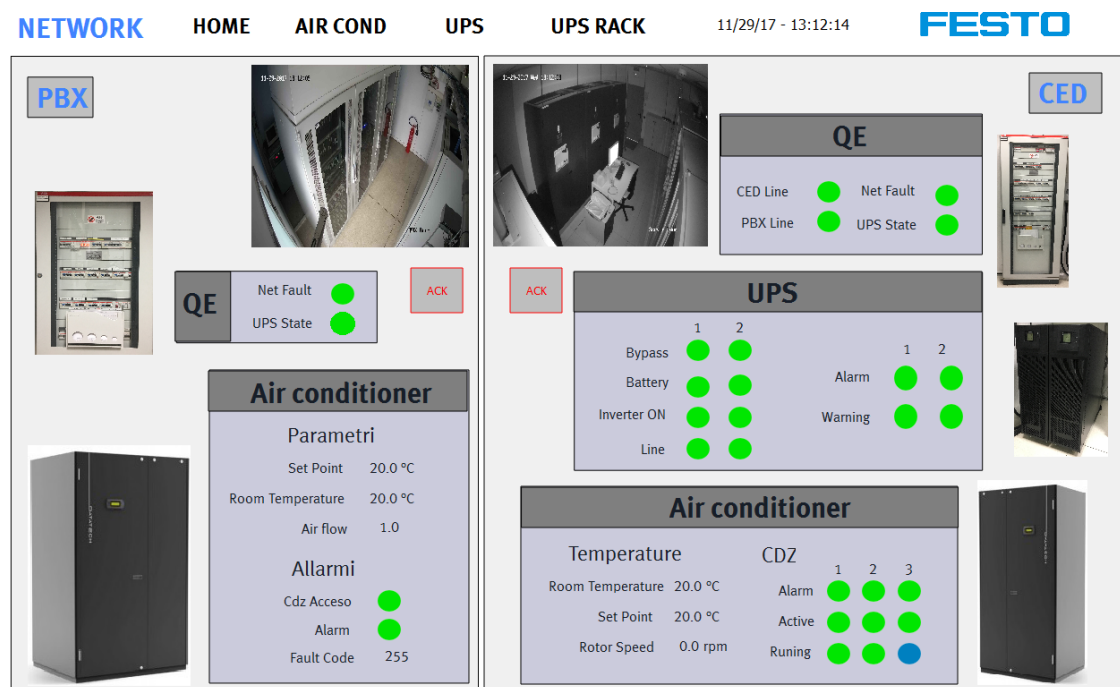 NETWORK HOME AIR COND UPS UPS RACK 11/29/17 - 13:12:14 FESTO
PBX
QE
Net Fault
UPS State
ACK
Air conditioner
Parametri
Set Point 20.0 °C
Room Temperature 20.0 °C
Air flow 1.0
Allarmi
Cdz Acceso
Alarm
Fault Code 255
CED
QE
CED Line Net Fault
PBX Line UPS State
ACK
UPS
1 2
Bypass
Battery
Inverter ON
Line
1 2
Alarm
Warning
Air conditioner
Temperature
Room Temperature 20.0 °C
Set Point 20.0 °C
Rotor Speed 0.0 rpm
CDZ
1 2 3
Alarm
Active
Runing